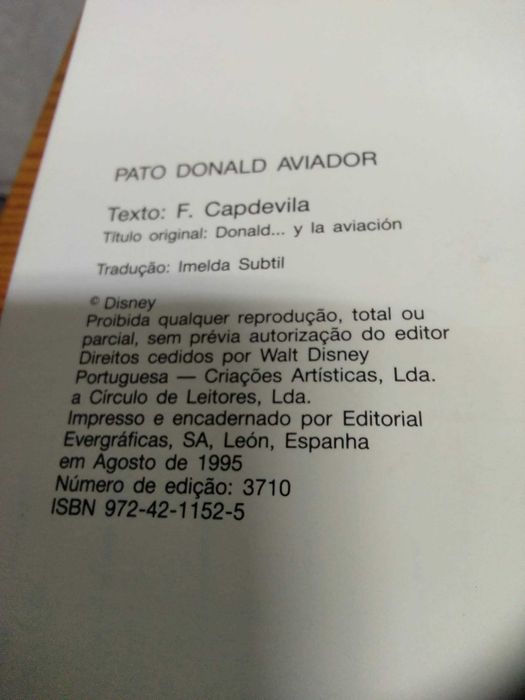 PATO DONALD AVIADOR
Texto: F. Capdevila
Título original: Donald... y la aviación
Tradução: Imelda Subtil
© Disney
Proibida qualquer reprodução, total ou
parcial, sem prévia autorização do editor
Direitos cedidos por Walt Disney
Portuguesa — Criações Artísticas, Lda.
a Círculo de Leitores, Lda.
Impresso e encadernado por Editorial
Evergráficas, SA, León, Espanha
em Agosto de 1995
Número de edição: 3710
ISBN 972-42-1152-5